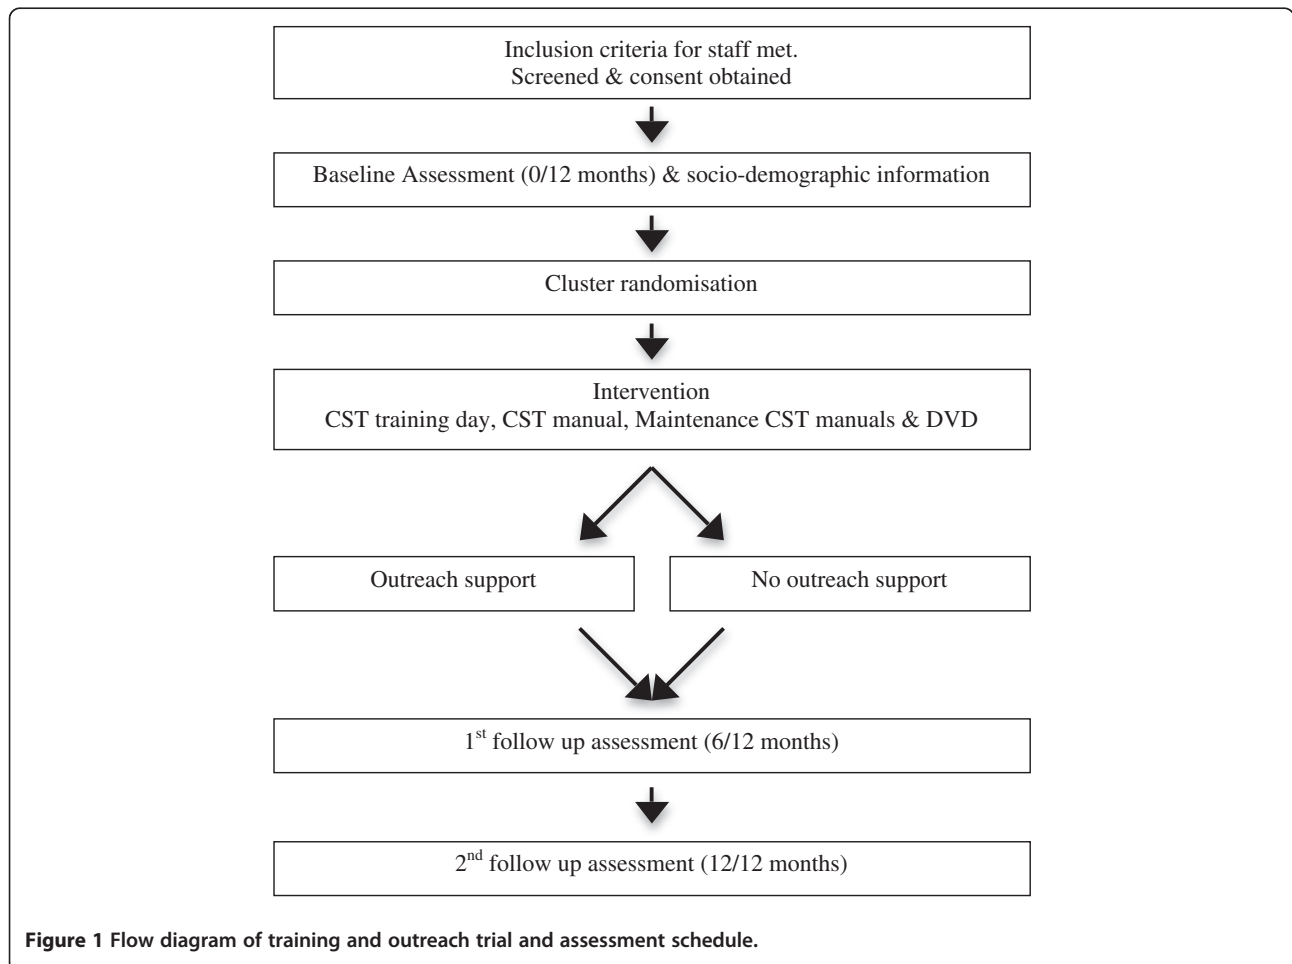 Inclusion criteria for staff met.
Screened & consent obtained
Baseline Assessment (0/12 months) & socio-demographic information
Cluster randomisation
Intervention
CST training day, CST manual, Maintenance CST manuals & DVD
Outreach support
No outreach support
1st follow up assessment (6/12 months)
2nd follow up assessment (12/12 months)
Figure 1 Flow diagram of training and outreach trial and assessment schedule.